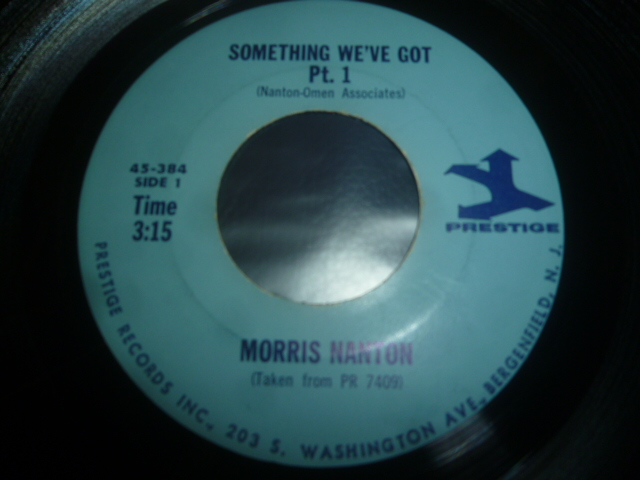 SOMETHING WE'VE GOT
Pt. 1
(Nanton-Omen Associates)
45-384
SIDE 1
Time
3:15
PRESTIGE
MORRIS NANTON
(Taken from PR 7409)
PRESTIGE RECORDS INC., 203 S. WASHINGTON AVE., BERGENFIELD, N. J.